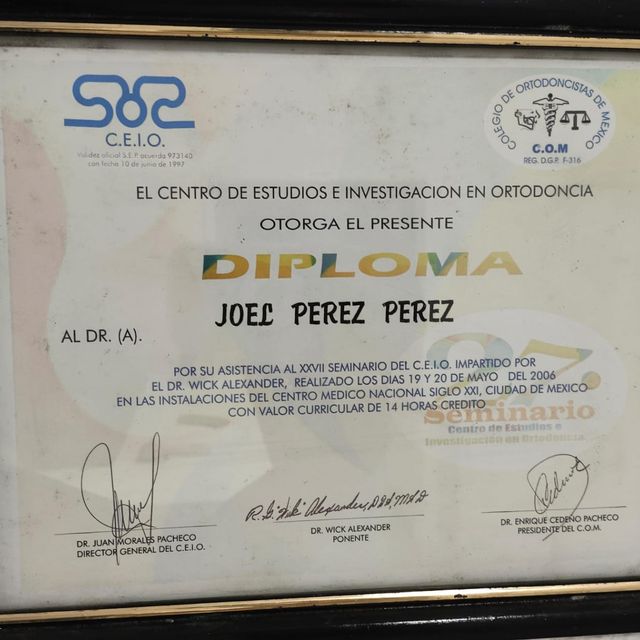 C.E.I.O.
Validez oficial S.E.P. acuerdo 973140
con fecha 10 de junio de 1997
COLEGIO DE ORTODONCISTAS DE MEXICO
C.O.M
REG. D.G.P. F-316
EL CENTRO DE ESTUDIOS E INVESTIGACION EN ORTODONCIA
OTORGA EL PRESENTE
DIPLOMA
JOEL PEREZ PEREZ
AL DR. (A).
POR SU ASISTENCIA AL XXVII SEMINARIO DEL C.E.I.O. IMPARTIDO POR
EL DR. WICK ALEXANDER, REALIZADO LOS DIAS 19 Y 20 DE MAYO DEL 2006
EN LAS INSTALACIONES DEL CENTRO MEDICO NACIONAL SIGLO XXI, CIUDAD DE MEXICO
CON VALOR CURRICULAR DE 14 HORAS CREDITO
27.
seminario
Centro de Estudios e
Investigación en Ortodoncia.
DR. JUAN MORALES PACHECO
DIRECTOR GENERAL DEL C.E.I.O.
DR. WICK ALEXANDER
PONENTE
DR. ENRIQUE CEDEÑO PACHECO
PRESIDENTE DEL C.O.M.